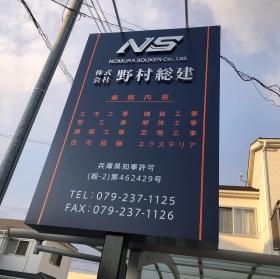 NS
NOMURA SOUKEN Co., Ltd.
株式会社 野村総建
業務内容
土木工事 舗装工事
管工事 解体工事
建築工事 足場工事
住宅設備 エクステリア
兵庫県知事許可
(般-2)第462429号
TEL:079-237-1125
FAX:079-237-1126